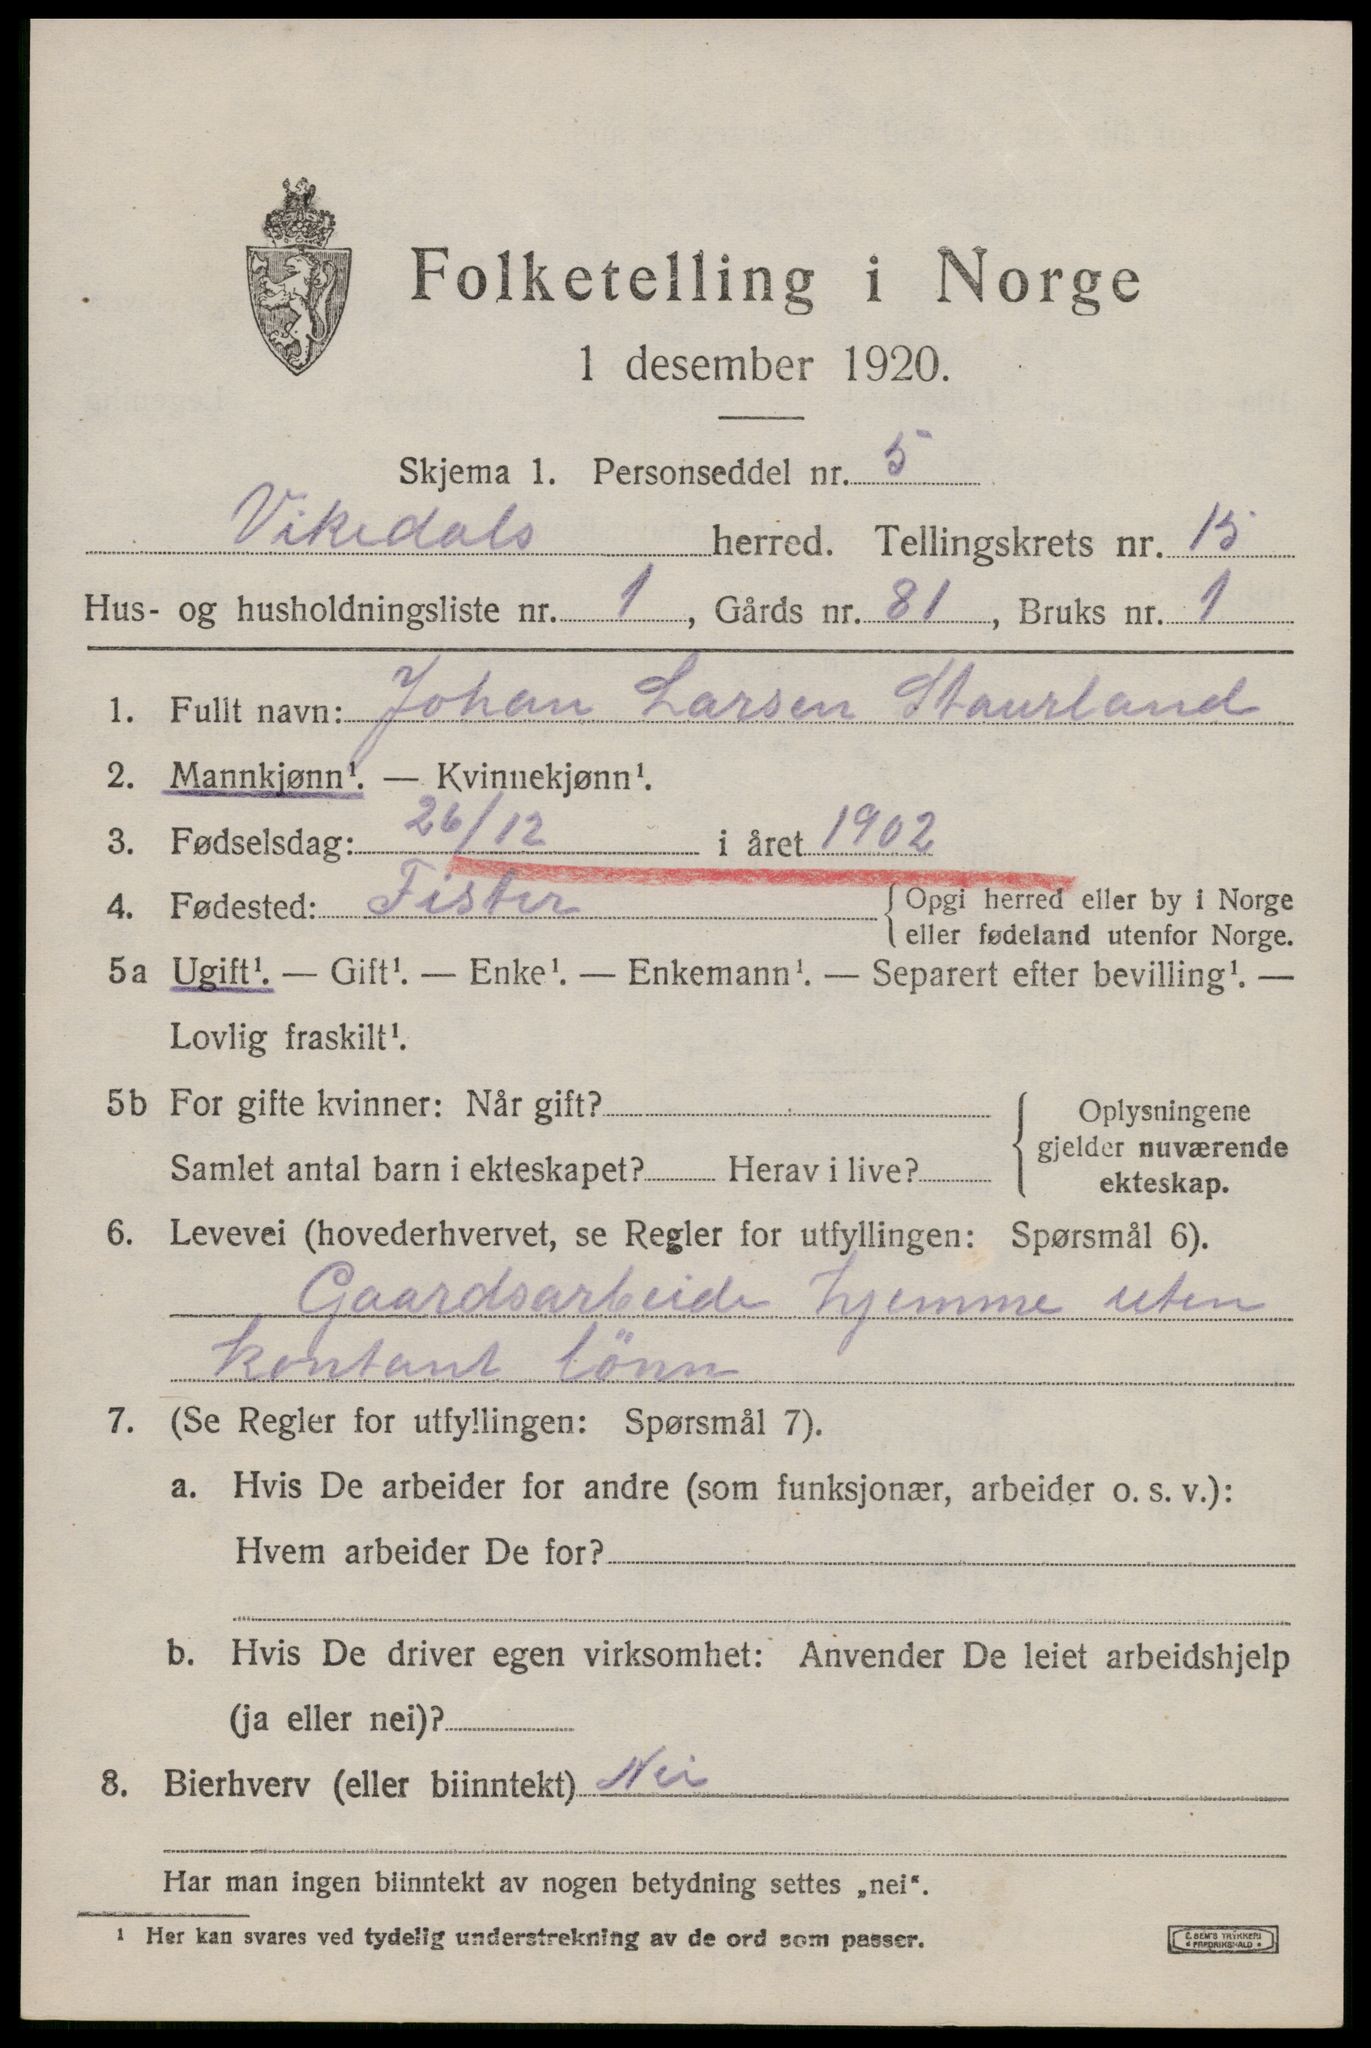 Folketelling i Norge
1 desember 1920.
Skjema 1. Personseddel nr. 5
Vikedals herred. Tellingskrets nr. 15
Hus- og husholdningsliste nr. 1, Gårds nr. 81, Bruks nr. 1
1. Fullt navn: Johan Larsen Staurland
2. Mannkjønn¹. — Kvinnekjønn¹.
3. Fødselsdag: 26/12 i året 1902
4. Fødested: Fister {Opgi herred eller by i Norge
eller fødeland utenfor Norge.
5a Ugift¹. — Gift¹. — Enke¹. — Enkemann¹. — Separert efter bevilling¹. —
Lovlig fraskilt¹.
5b For gifte kvinner: Når gift?
Samlet antal barn i ekteskapet? Herav i live?
Oplysningene
gjelder nuværende
ekteskap.
6. Levevei (hovederhvervet, se Regler for utfyllingen: Spørsmål 6).
Gaardsarbeide hjemme uten
kontant lönn
7. (Se Regler for utfyllingen: Spørsmål 7).
a. Hvis De arbeider for andre (som funksjonær, arbeider o. s. v.):
Hvem arbeider De for?
b. Hvis De driver egen virksomhet: Anvender De leiet arbeidshjelp
(ja eller nei)?
8. Bierhverv (eller biinntekt) Nei
Har man ingen biinntekt av nogen betydning settes „nei".
¹ Her kan svares ved tydelig understrekning av de ord som passer.
E. SEM'S TRYKKERI
FREDRIKSHALD